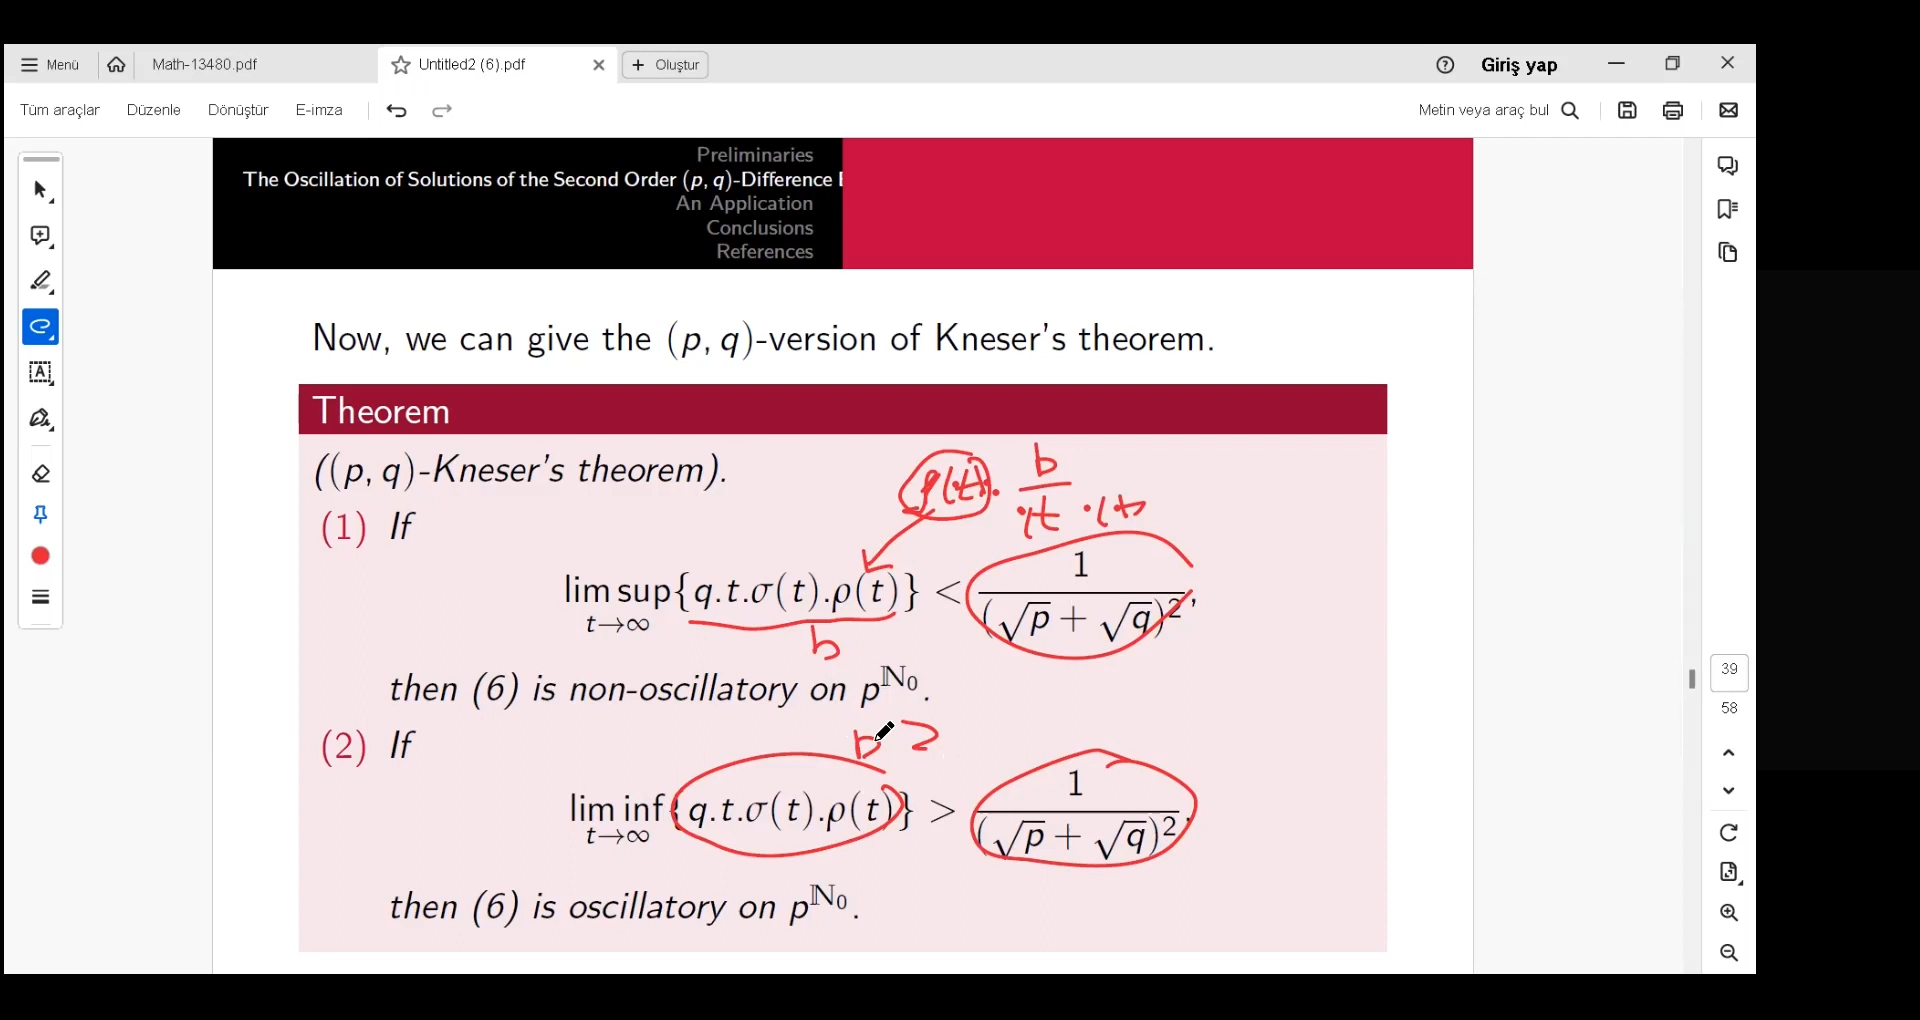 Menü Math-13480.pdf Untitled2 (6).pdf Oluştur Giriş yap
Tüm araçlar Düzenle Dönüştür E-imza Metin veya araç bul
Preliminaries
The Oscillation of Solutions of the Second Order (p, q)-Difference E
An Application
Conclusions
References
Now, we can give the (p, q)-version of Kneser's theorem.
Theorem
((p, q)-Kneser's theorem).
ρ(t). b
(1) If
lim sup{q.t.σ(t).ρ(t)} < 1
t→∞ (√p + √q)²,
b
then (6) is non-oscillatory on p^ℕ₀.
b >
(2) If
lim inf{q.t.σ(t).ρ(t)} > 1
t→∞ (√p + √q)².
then (6) is oscillatory on p^ℕ₀.
39
58